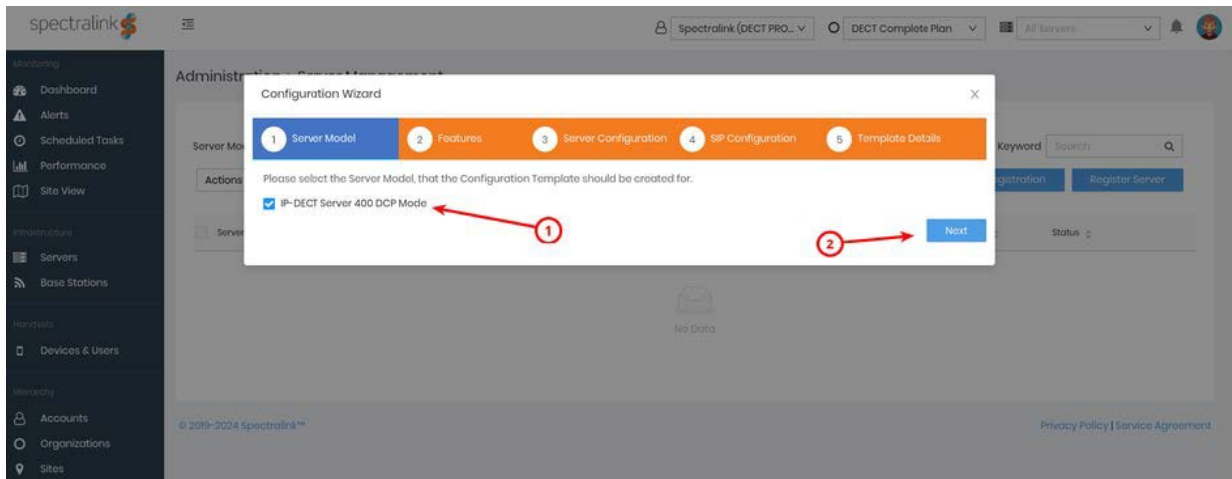 spectralink
Spectralink (DECT PRO... DECT Complete Plan All Servers
Monitoring
Dashboard
Alerts
Scheduled Tasks
Performance
Site View
Infrastructure
Servers
Base Stations
Handsets
Devices & Users
Hierarchy
Accounts
Organizations
Sites
Configuration Wizard
1 Server Model 2 Features 3 Server Configuration 4 SIP Configuration 5 Template Details
Please select the Server Model, that the Configuration Template should be created for.
IP-DECT Server 400 DCP Mode
1
2
Next
Keyword Search
Actions Register Server
Server Status
No Data
© 2019-2024 Spectralink™ Privacy Policy | Service Agreement